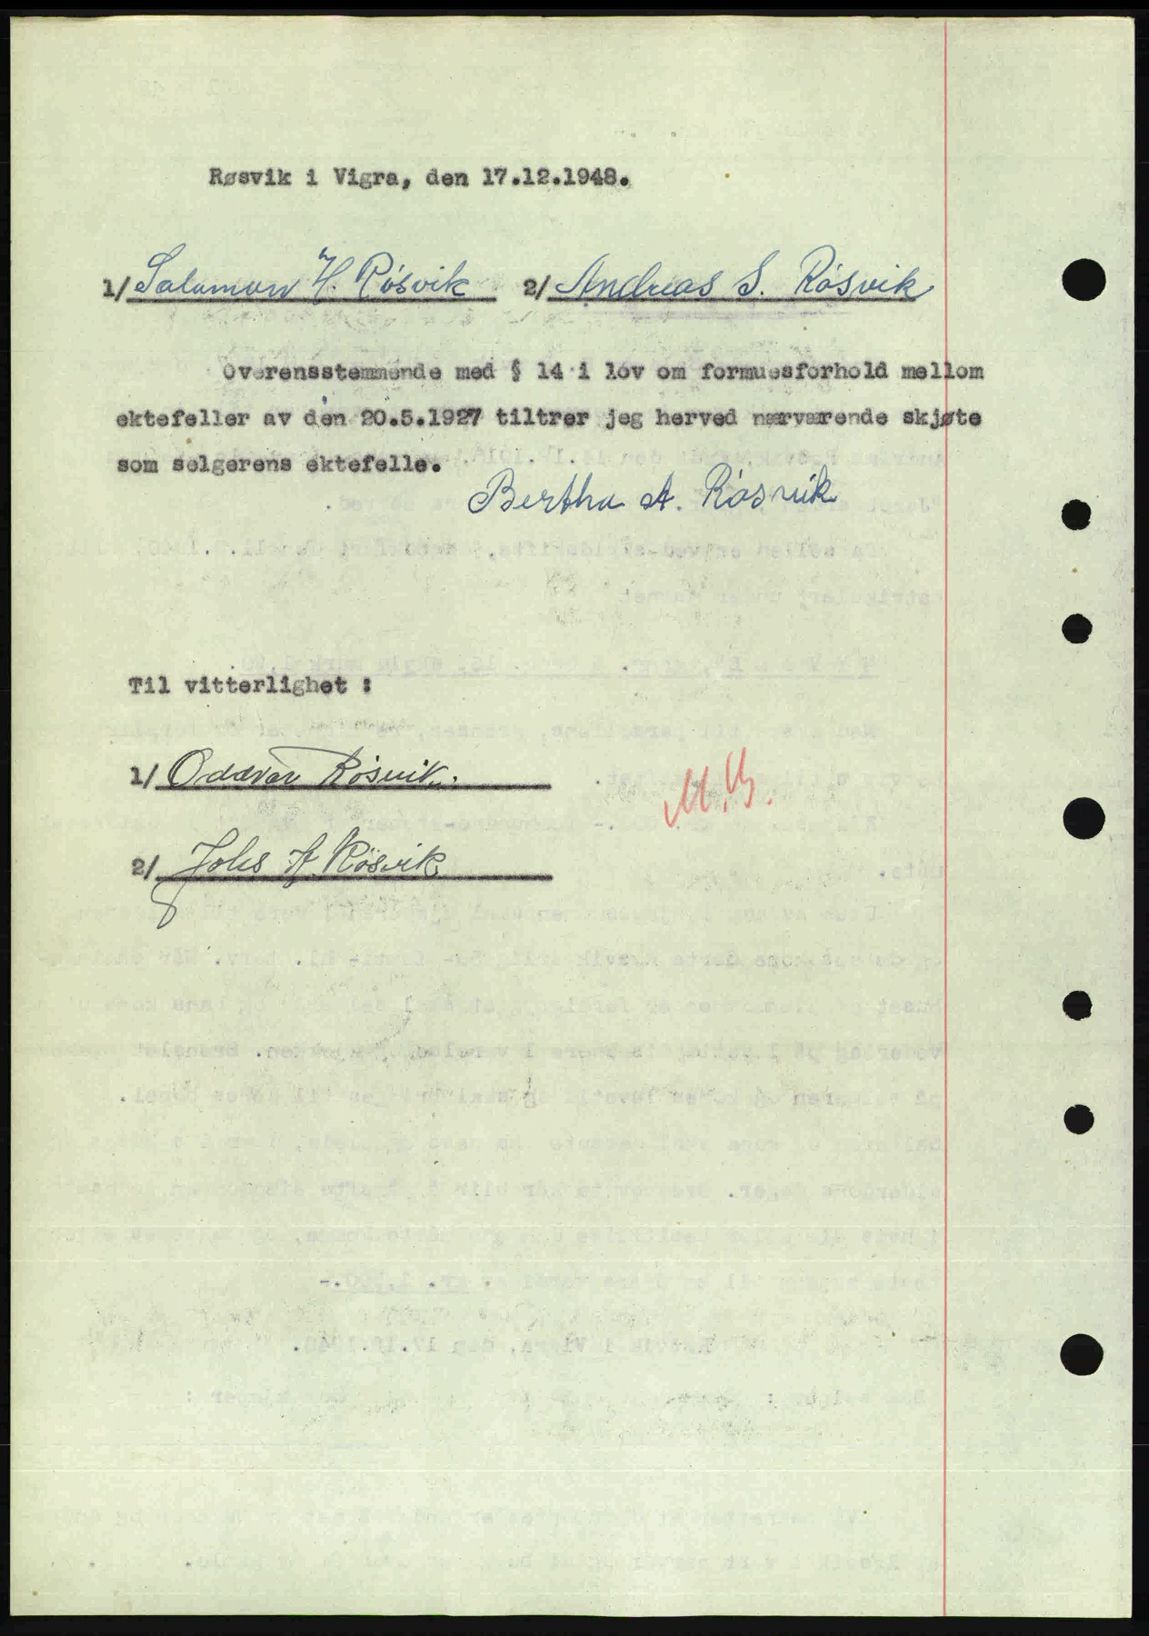 Røsvik i Vigra, den 17.12.1948.
1/ Salamon H. Røsvik 2/ Andreas S. Røsvik
Overensstemmende med § 14 i lov om formuesforhold mellom
ektefeller av den 20.5.1927 tiltrer jeg herved nærværende skjøte
som selgerens ektefelle.
Bertha A. Røsvik
Til vitterlighet :
1/ Oddvar Røsvik.
M.B.
2/ Johs A Røsvik